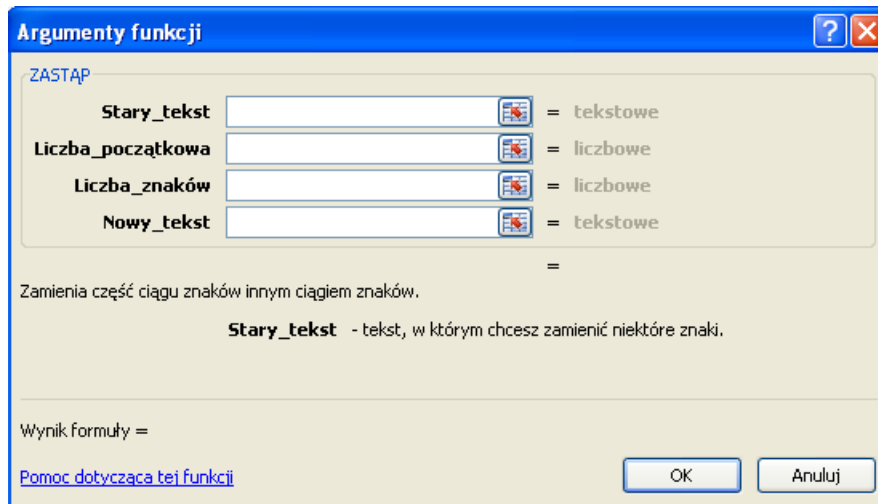 Argumenty funkcji
ZASTĄP
Stary_tekst = tekstowe
Liczba_początkowa = liczbowe
Liczba_znaków = liczbowe
Nowy_tekst = tekstowe
=
Zamienia część ciągu znaków innym ciągiem znaków.
Stary_tekst - tekst, w którym chcesz zamienić niektóre znaki.
Wynik formuły =
Pomoc dotycząca tej funkcji OK Anuluj